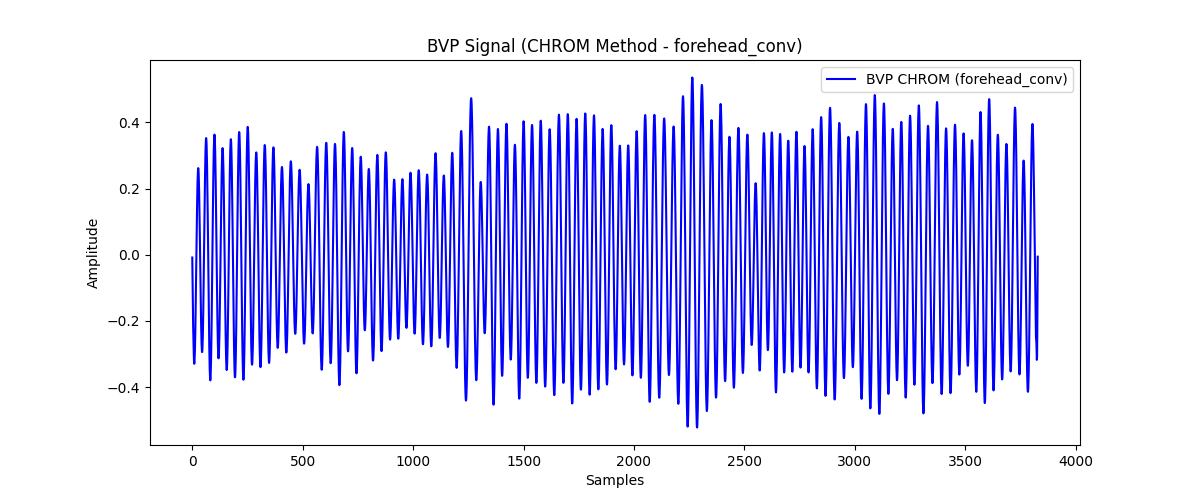 BVP Signal (CHROM Method - forehead_conv)
BVP CHROM (forehead_conv)
Amplitude
0.4
0.2
0.0
−0.2
−0.4
0 500 1000 1500 2000 2500 3000 3500 4000
Samples